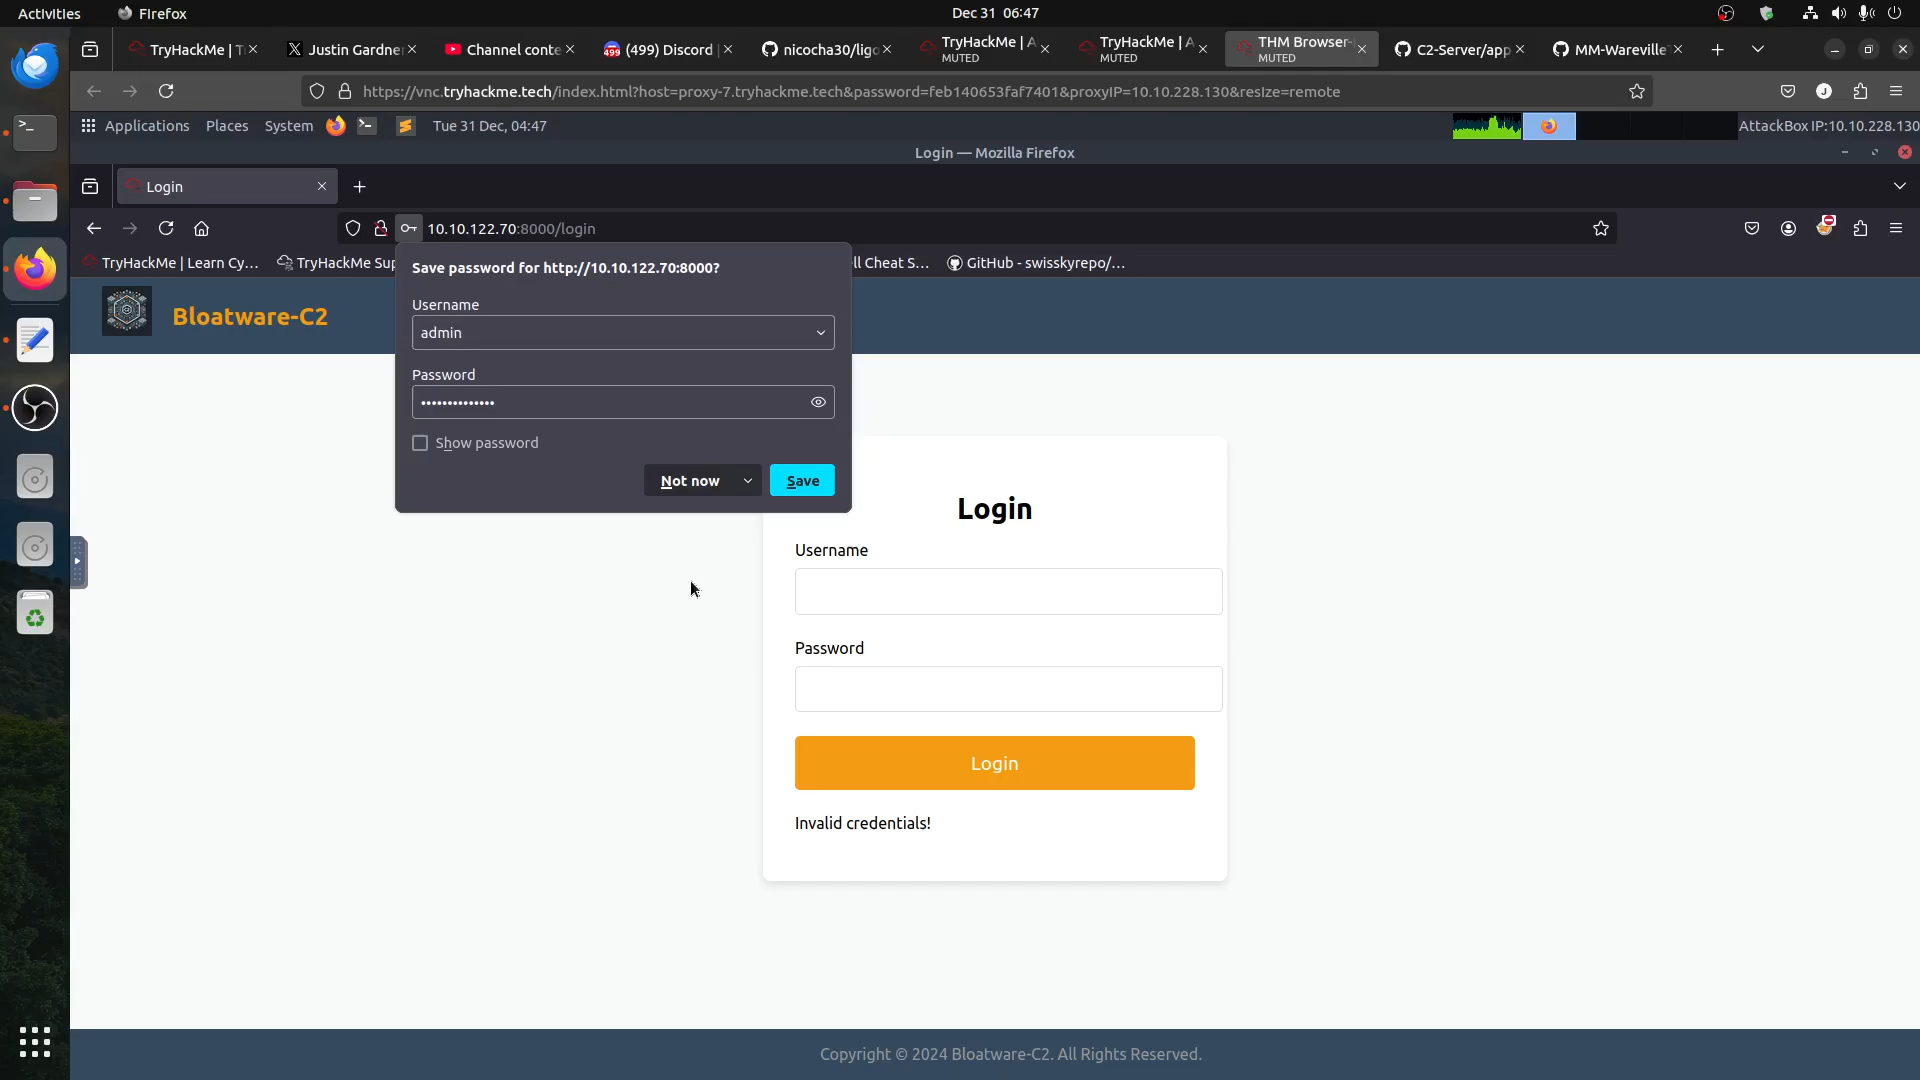 Activities
Firefox
Dec 31 06:47
TryHackMe | T
Justin Gardne
Channel conte
(499) Discord |
nicocha30/ligo
TryHackMe | A
MUTED
TryHackMe | A
MUTED
THM Browser-
MUTED
C2-Server/app
MM-Wareville
https://vnc.tryhackme.tech/index.html?host=proxy-7.tryhackme.tech&password=feb140653faf7401&proxyIP=10.10.228.130&resize=remote
J
Applications
Places
System
Tue 31 Dec, 04:47
AttackBox IP:10.10.228.130
Login — Mozilla Firefox
Login
10.10.122.70:8000/login
TryHackMe | Learn Cy...
TryHackMe Sup
ll Cheat S...
GitHub - swisskyrepo/...
Bloatware-C2
Save password for http://10.10.122.70:8000?
Username
admin
Password
••••••••••••••
Show password
Not now
Save
Login
Username
Password
Login
Invalid credentials!
Copyright © 2024 Bloatware-C2. All Rights Reserved.